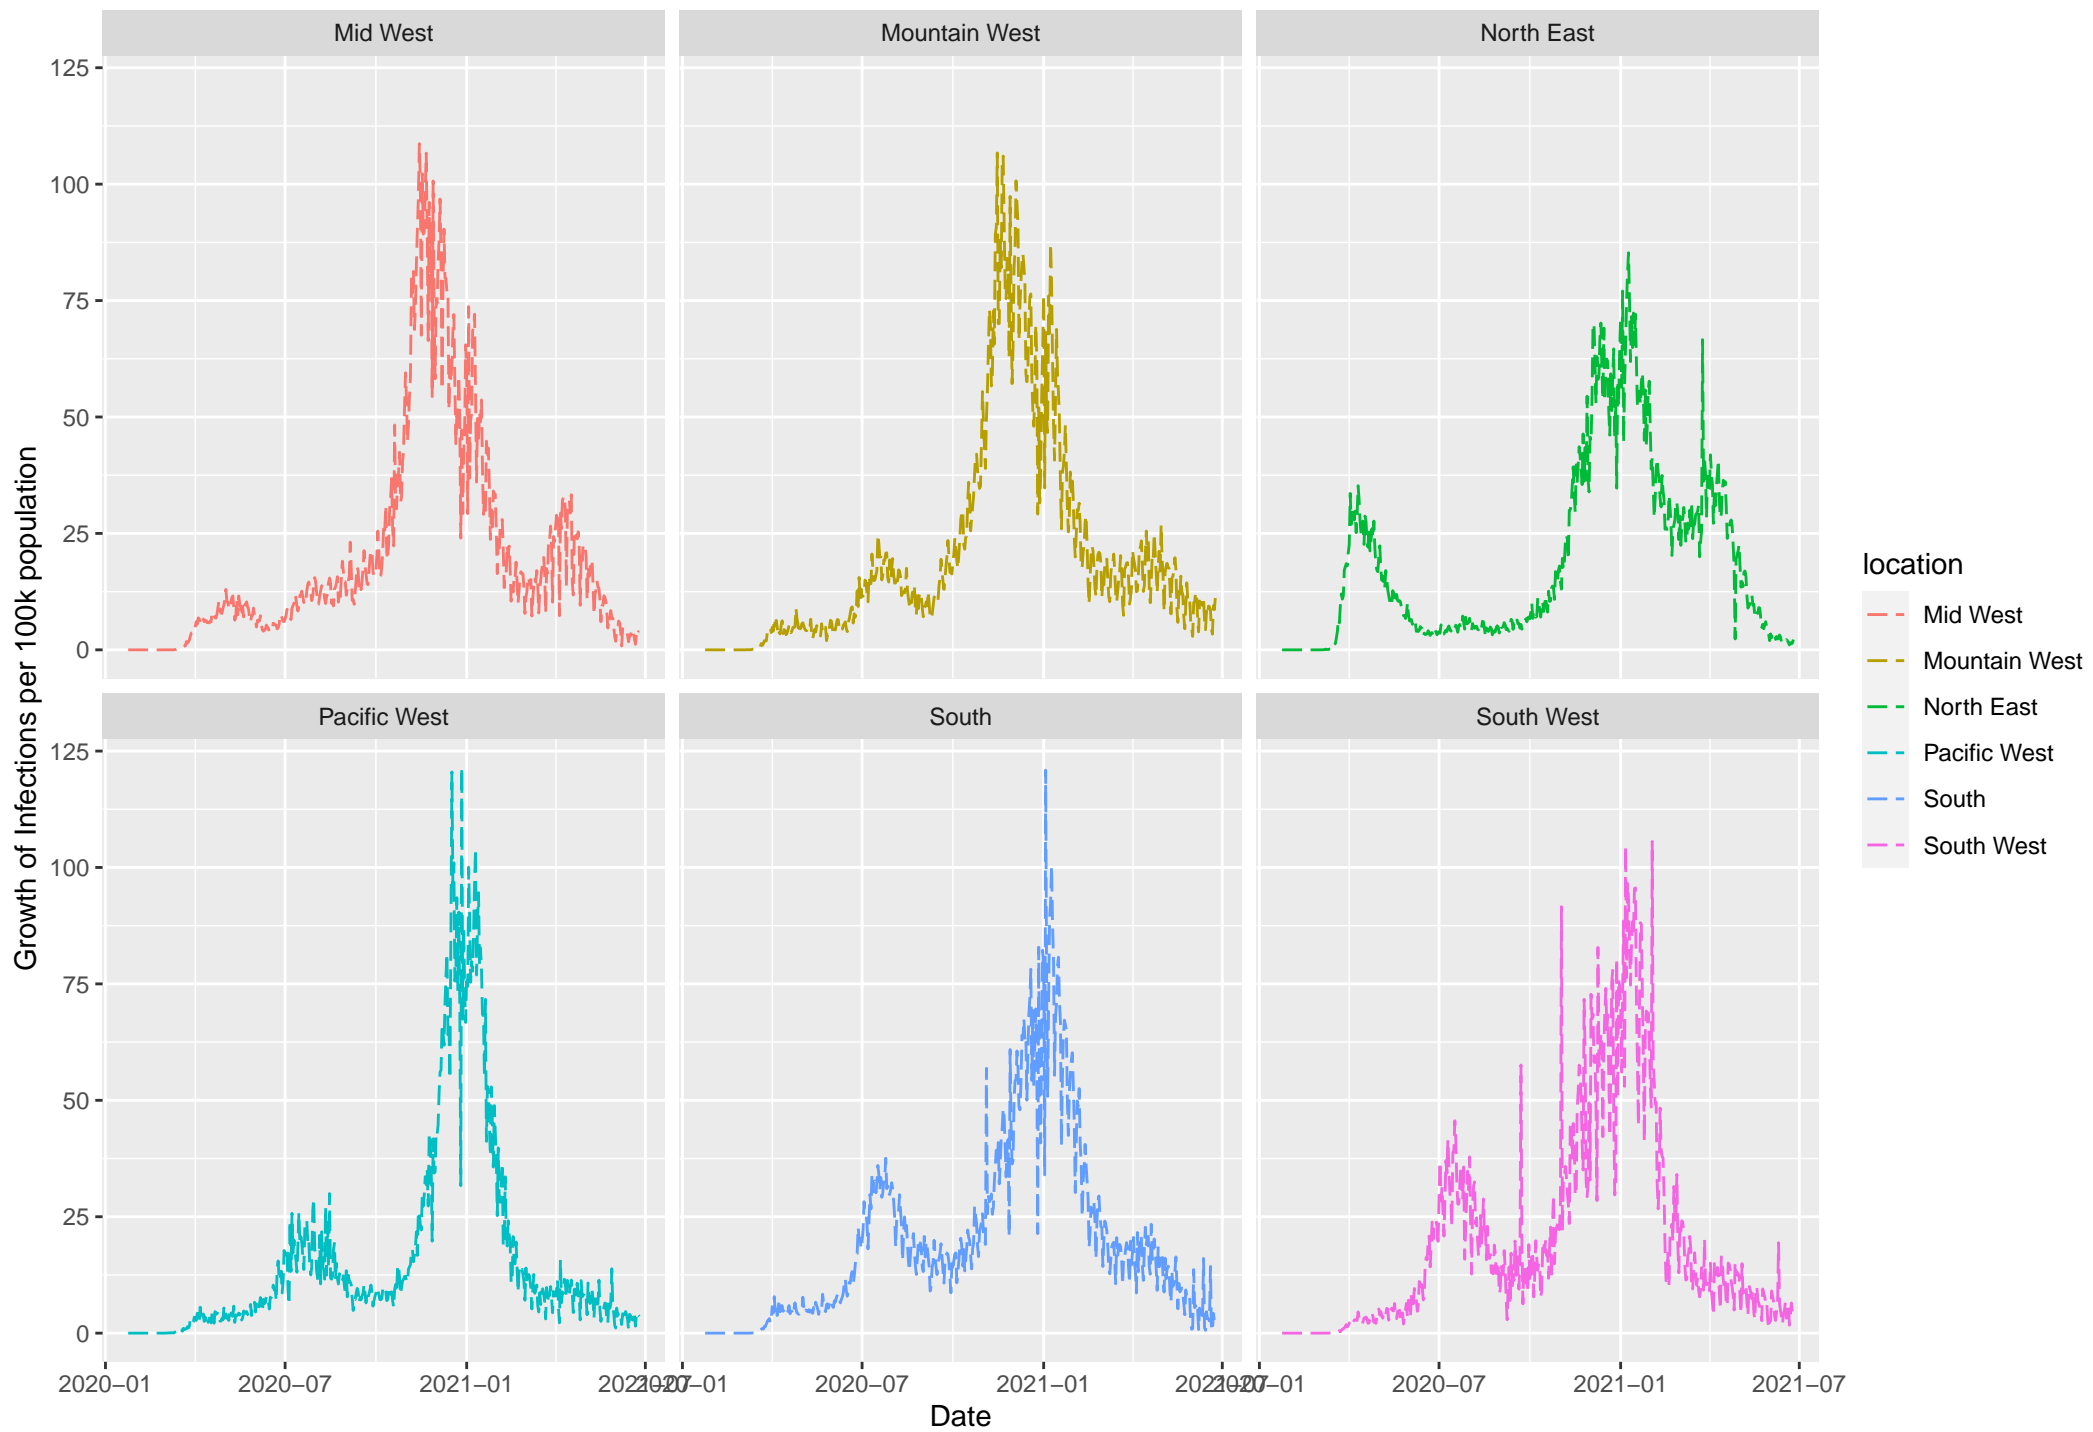 Mid West
Mountain West
North East
125
100
75
50
25
0
Growth of Infections per 100k population
Pacific West
South
South West
125
100
75
50
25
0
2020−01
2020−07
2021−01
2021−07
2020−01
2020−07
2021−01
2021−07
2020−01
2020−07
2021−01
2021−07
Date
location
Mid West
Mountain West
North East
Pacific West
South
South West